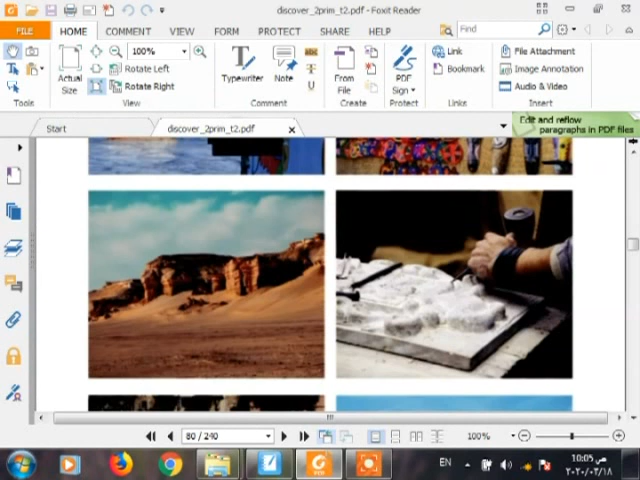 discover_2prim_t2.pdf - Foxit Reader
FILE HOME COMMENT VIEW FORM PROTECT SHARE HELP Find
100%
Actual Size
Rotate Left
Rotate Right
Typewriter
Note
From File
PDF Sign
Link
Bookmark
File Attachment
Image Annotation
Audio & Video
Tools View Comment Create Protect Links Insert
Start discover_2prim_t2.pdf
Edit and reflow
paragraphs in PDF files
80 / 240 100%
EN
10:05 ص
٢٠٢٠/٠٣/١٨